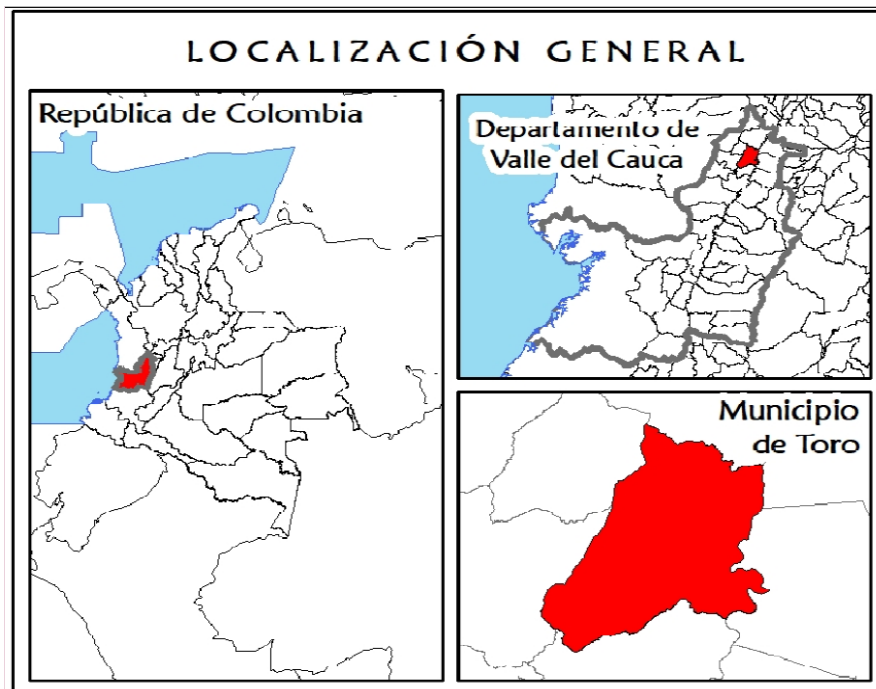 LOCALIZACIÓN GENERAL
República de Colombia
Departamento de
Valle del Cauca
Municipio
de Toro